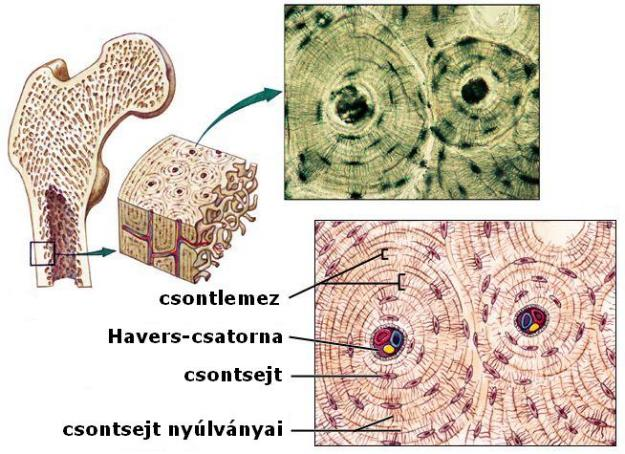 csontlemez
Havers-csatorna
csontsejt
csontsejt nyúlványai